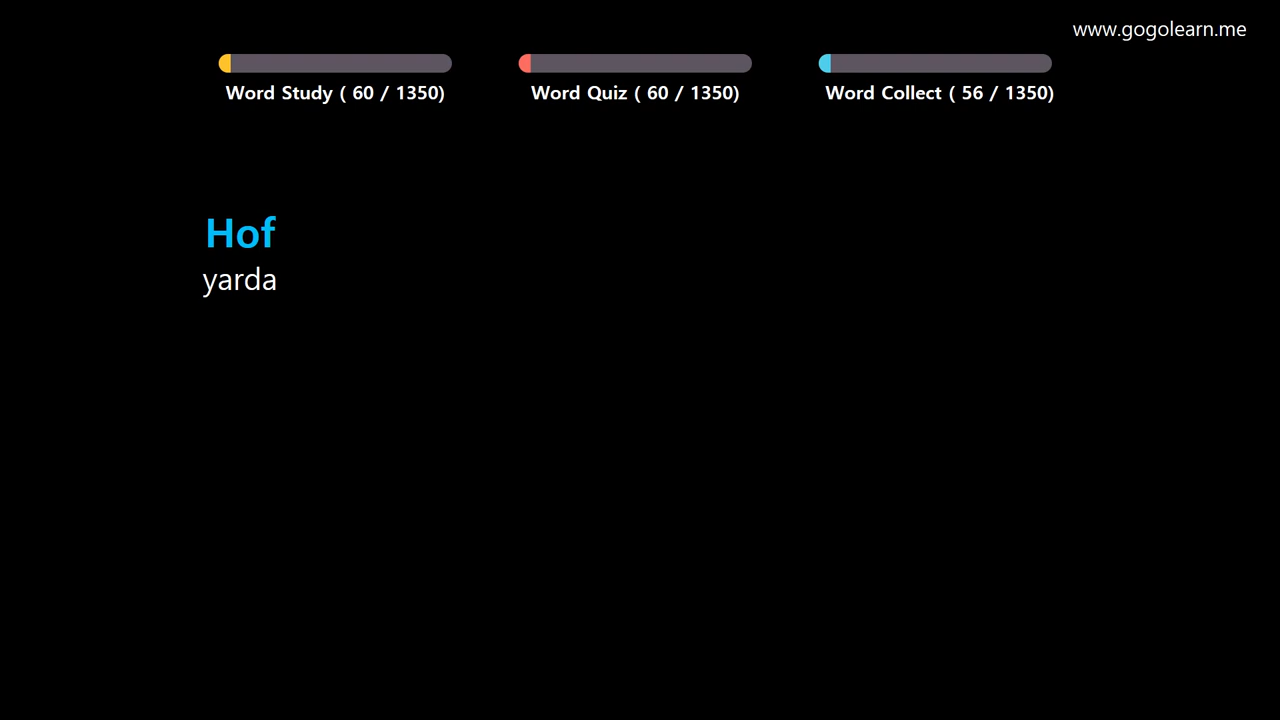 www.gogolearn.me
Word Study ( 60 / 1350)
Word Quiz ( 60 / 1350)
Word Collect ( 56 / 1350)
Hof
yarda